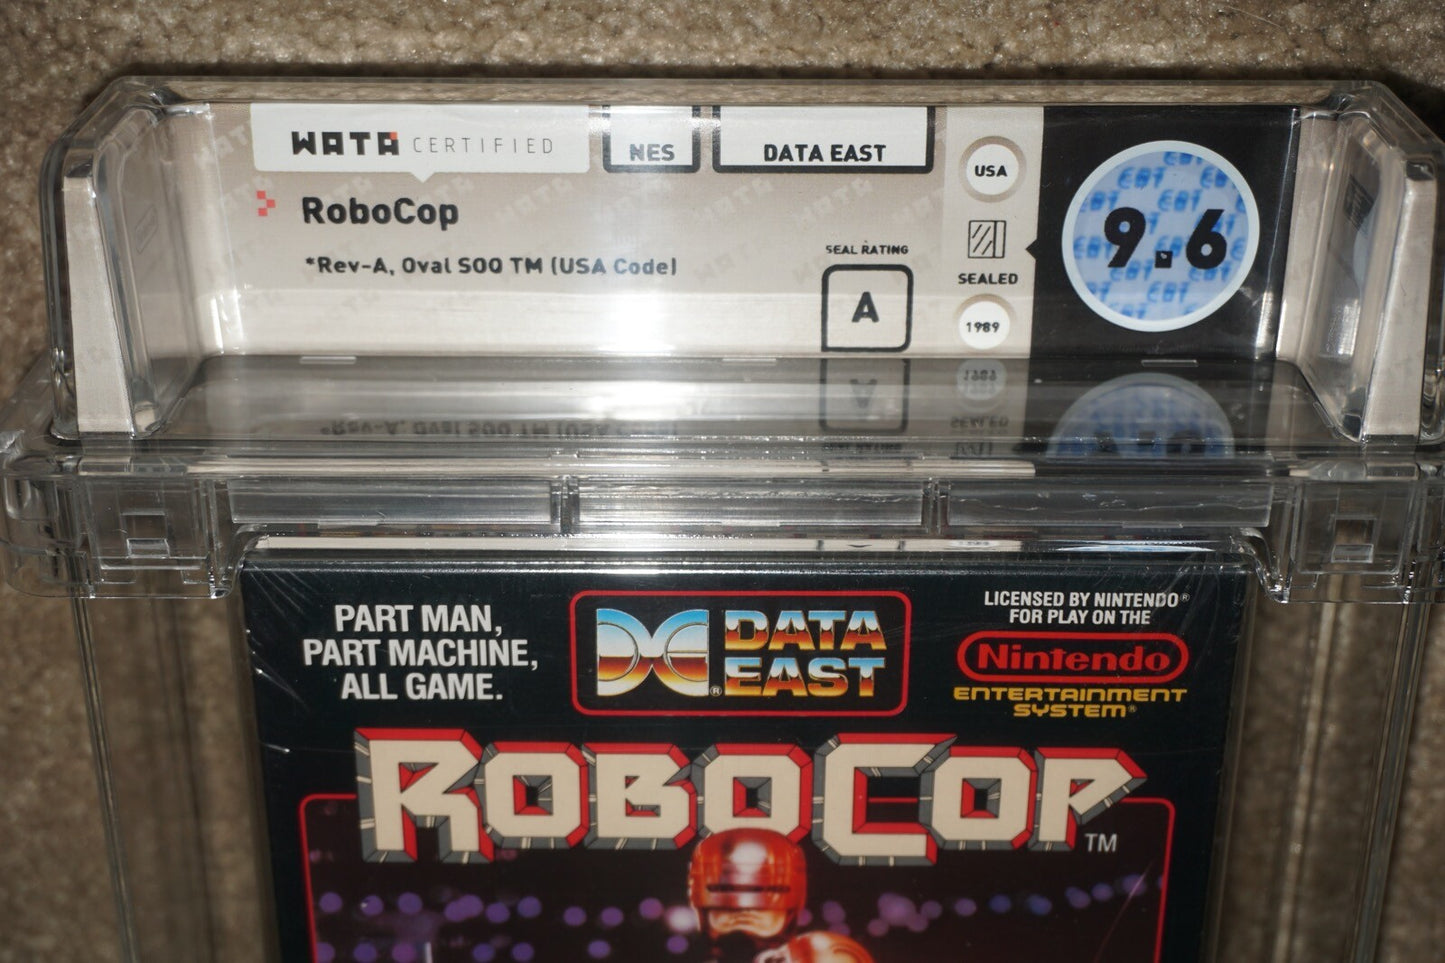 WATA CERTIFIED
NES
DATA EAST
RoboCop
*Rev-A, Oval SOQ TM (USA Code)
SEAL RATING
A
USA
SEALED
1989
9.6
PART MAN,
PART MACHINE,
ALL GAME.
DATA
EAST
®
LICENSED BY NINTENDO®
FOR PLAY ON THE
Nintendo
ENTERTAINMENT
SYSTEM®
ROBOCOP
TM